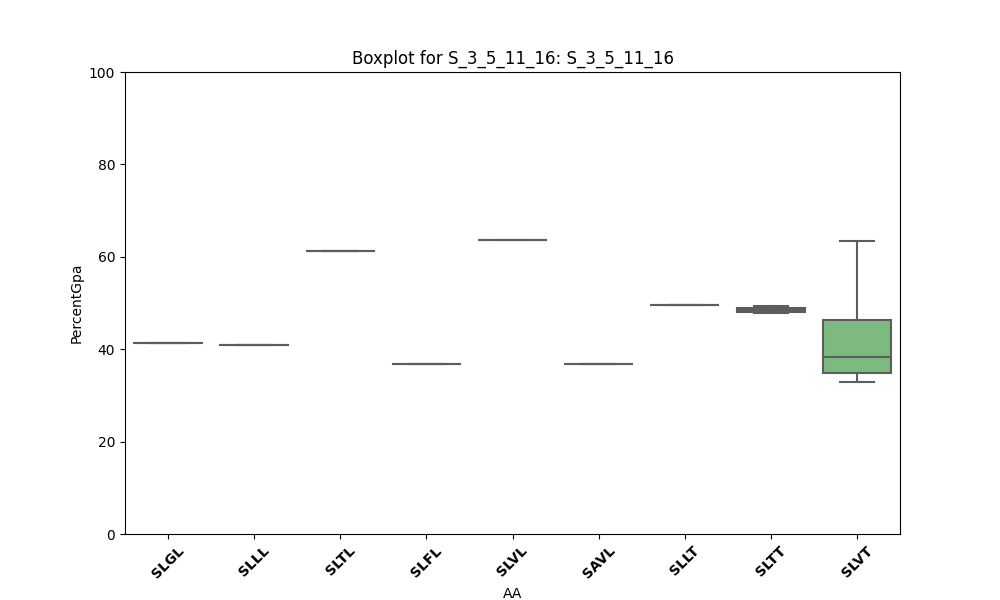 Boxplot for S_3_5_11_16: S_3_5_11_16
100
80
60
40
20
0
PercentGpa
SLGL
SLLL
SLTL
SLFL
SLVL
SAVL
SLLT
SLTT
SLVT
AA